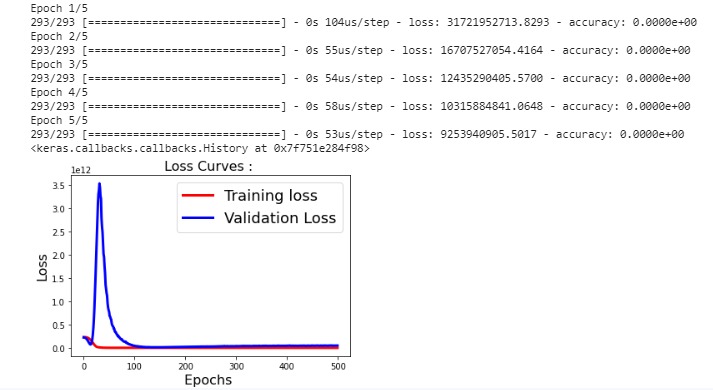 Epoch 1/5
293/293 [==============================] - 0s 104us/step - loss: 31721952713.8293 - accuracy: 0.0000e+00
Epoch 2/5
293/293 [==============================] - 0s 55us/step - loss: 16707527054.4164 - accuracy: 0.0000e+00
Epoch 3/5
293/293 [==============================] - 0s 54us/step - loss: 12435290405.5700 - accuracy: 0.0000e+00
Epoch 4/5
293/293 [==============================] - 0s 58us/step - loss: 10315884841.0648 - accuracy: 0.0000e+00
Epoch 5/5
293/293 [==============================] - 0s 53us/step - loss: 9253940905.5017 - accuracy: 0.0000e+00
<keras.callbacks.callbacks.History at 0x7f751e284f98>
Loss Curves :
1e12
Training loss
Validation Loss
3.5
3.0
2.5
2.0
1.5
1.0
0.5
0.0
Loss
0 100 200 300 400 500
Epochs